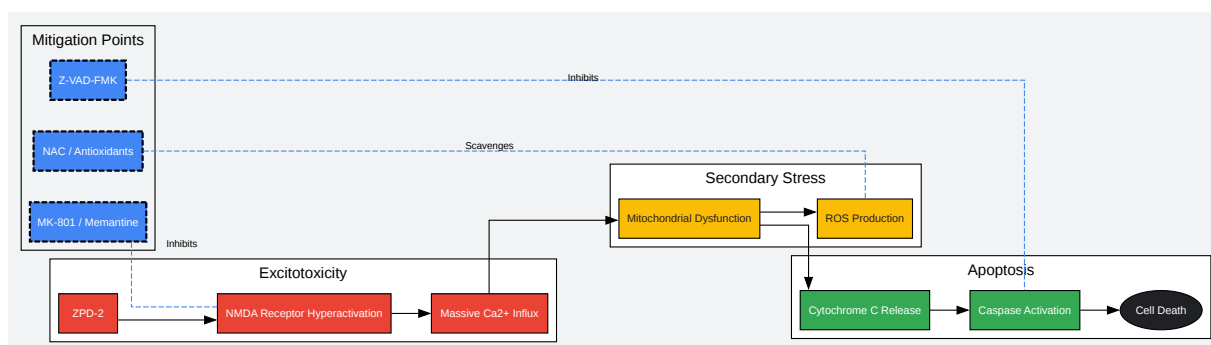 Mitigation Points
Z-VAD-FMK
Inhibits
NAC / Antioxidants
Scavenges
MK-801 / Memantine
Inhibits
Secondary Stress
Mitochondrial Dysfunction
ROS Production
Excitotoxicity
ZPD-2
NMDA Receptor Hyperactivation
Massive Ca2+ Influx
Apoptosis
Cytochrome C Release
Caspase Activation
Cell Death